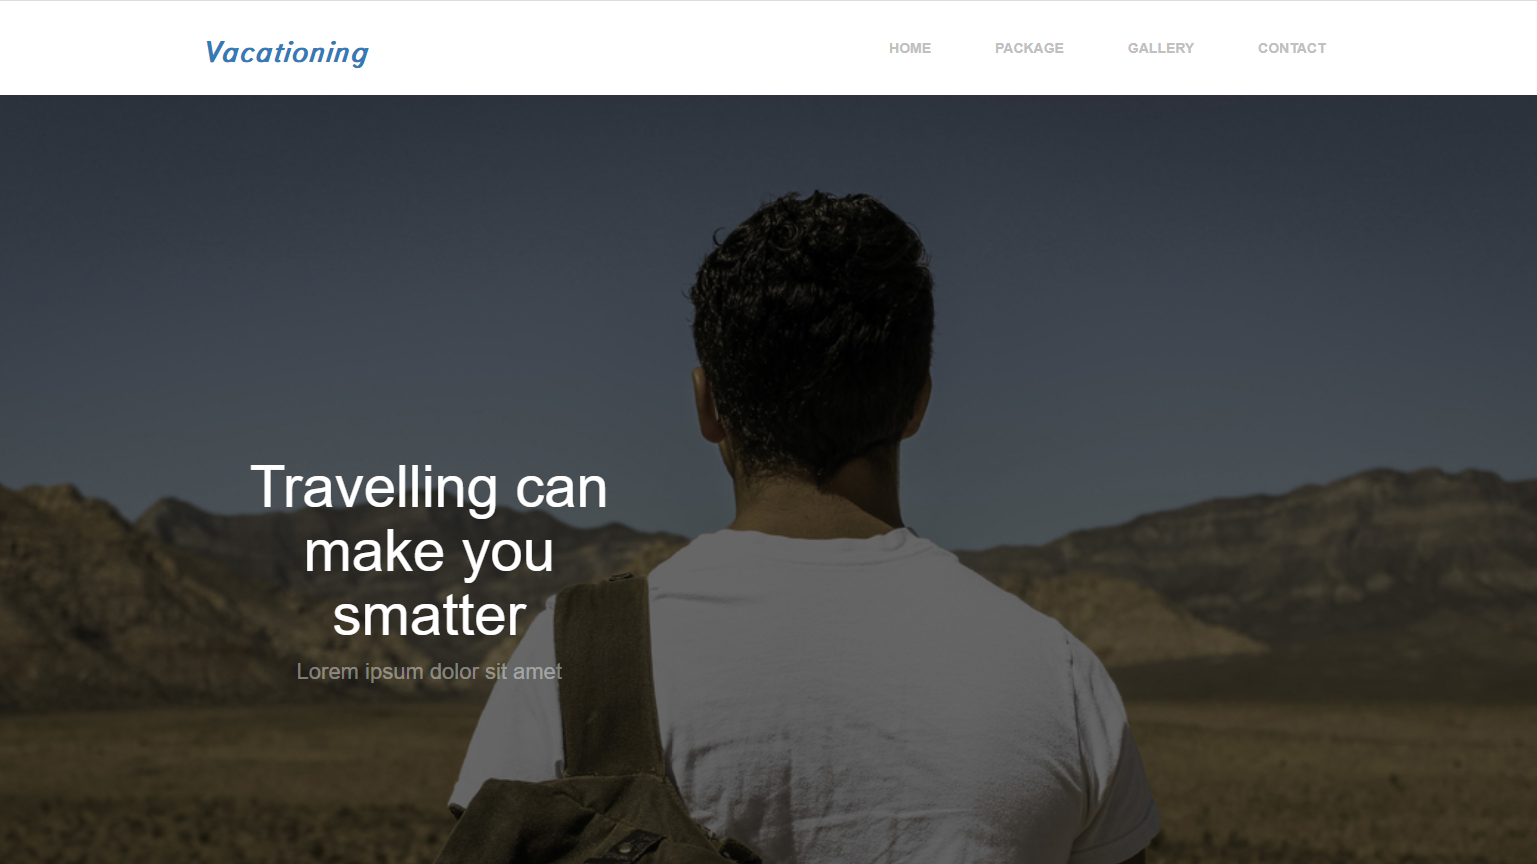 Vacationing
HOME PACKAGE GALLERY CONTACT
Travelling can
make you
smatter
Lorem ipsum dolor sit amet